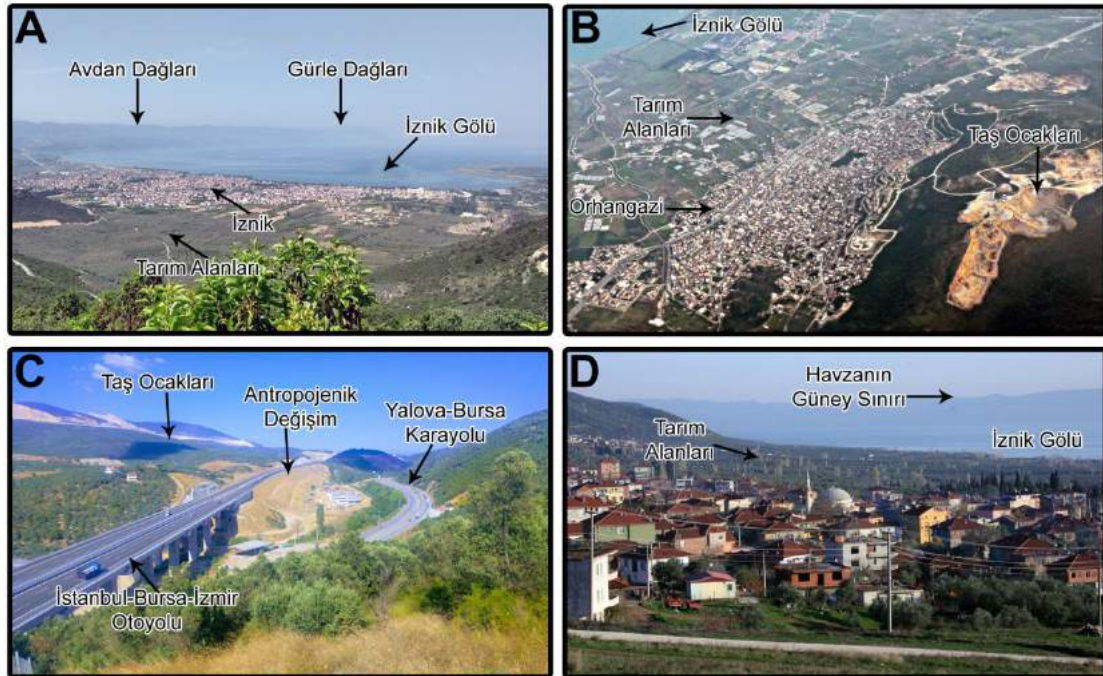 A
Avdan Dağları
Gürle Dağları
İznik Gölü
İznik
Tarım Alanları
B
İznik Gölü
Tarım
Alanları
Taş Ocakları
Orhangazi
C
Taş Ocakları
Antropojenik
Değişim
Yalova-Bursa
Karayolu
İstanbul-Bursa-İzmir
Otoyolu
D
Havzanın
Güney Sınırı
İznik Gölü
Tarım
Alanları